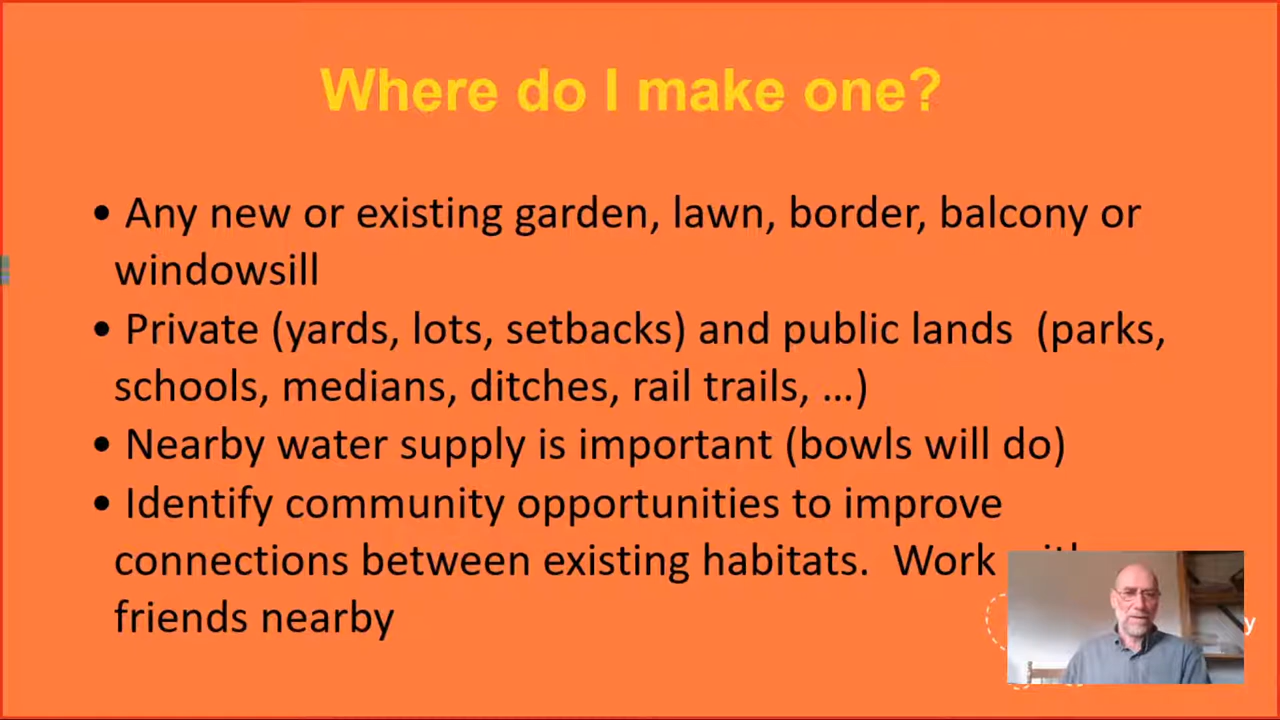 Where do I make one?
• Any new or existing garden, lawn, border, balcony or
windowsill
• Private (yards, lots, setbacks) and public lands  (parks,
schools, medians, ditches, rail trails, ...)
• Nearby water supply is important (bowls will do)
• Identify community opportunities to improve
connections between existing habitats.  Work
friends nearby